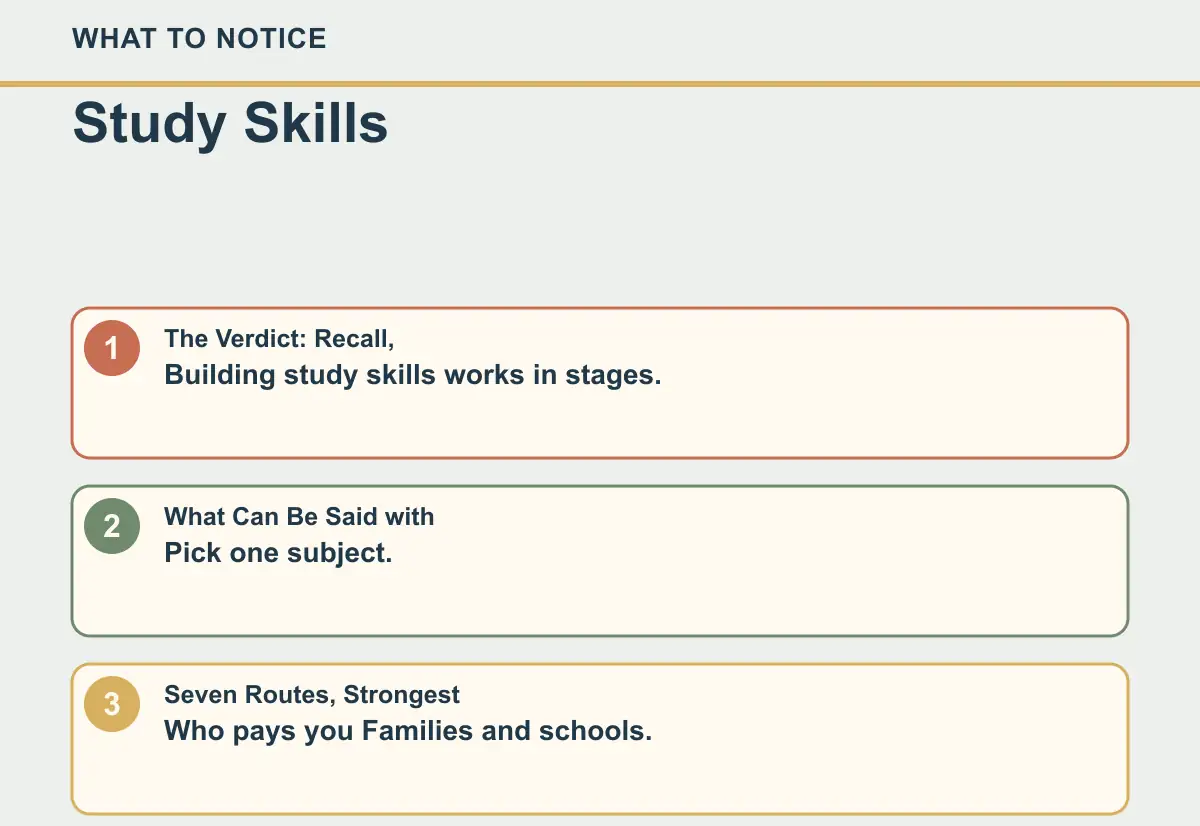 WHAT TO NOTICE
Study Skills
1
The Verdict: Recall,
Building study skills works in stages.
2
What Can Be Said with
Pick one subject.
3
Seven Routes, Strongest
Who pays you Families and schools.